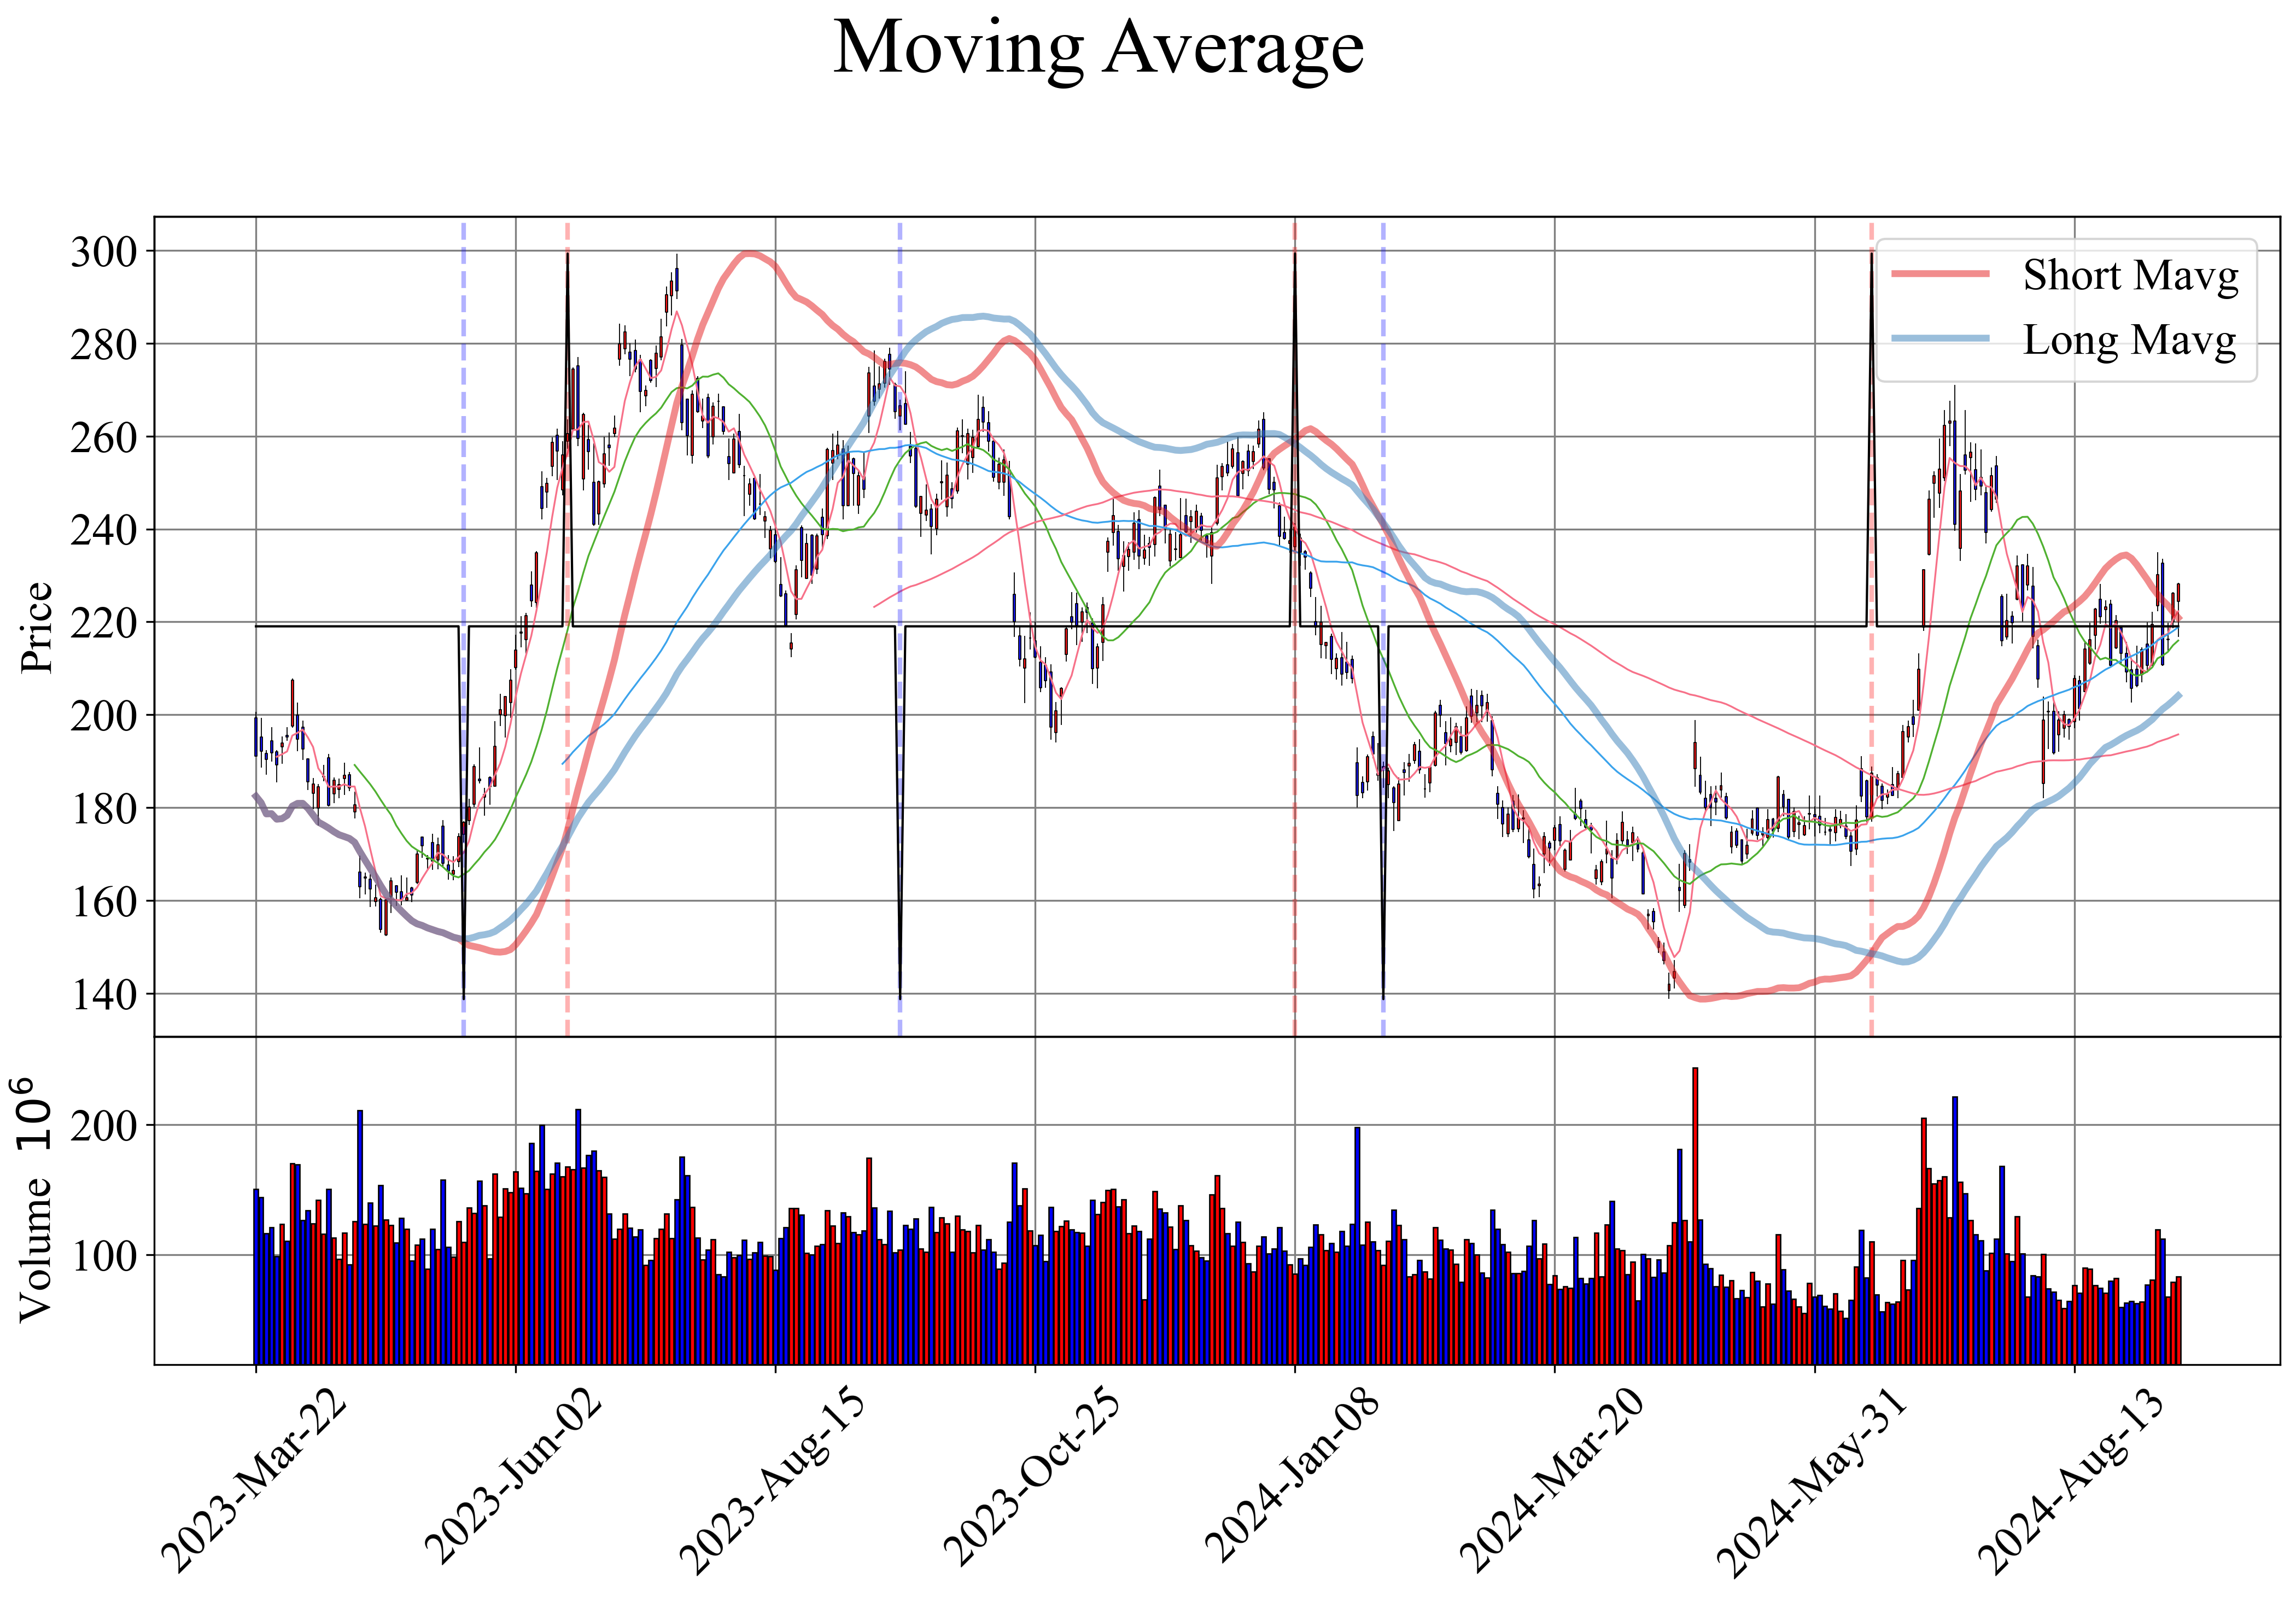 Moving Average
Short Mavg
Long Mavg
Price
300
280
260
240
220
200
180
160
140
Volume 10⁶
200
100
2023-Mar-22
2023-Jun-02
2023-Aug-15
2023-Oct-25
2024-Jan-08
2024-Mar-20
2024-May-31
2024-Aug-13